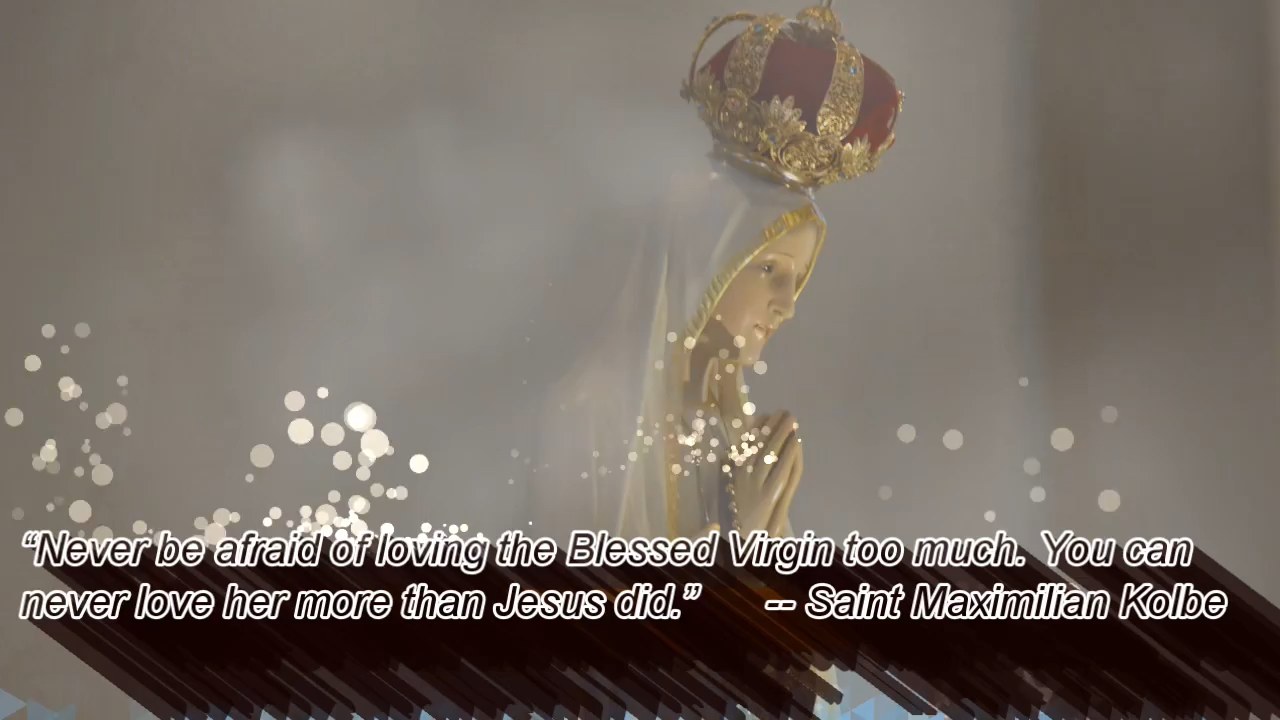 “Never be afraid of loving the Blessed Virgin too much. You can
never love her more than Jesus did.” -- Saint Maximilian Kolbe